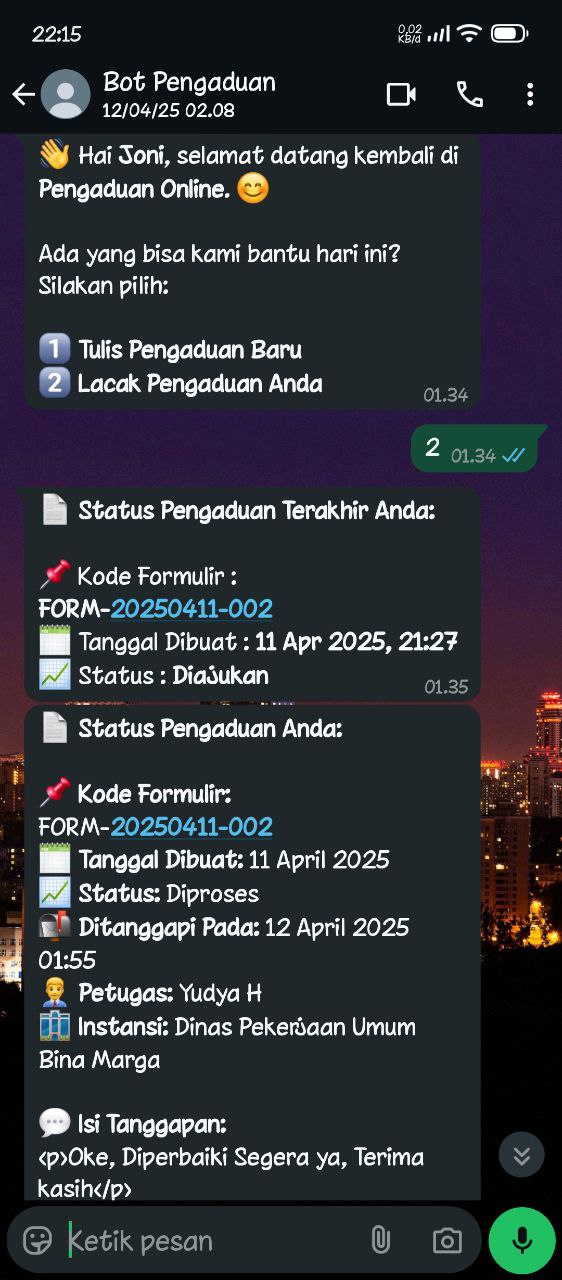 22:15
0,02
KB/d
Bot Pengaduan
12/04/25 02.08
👋 Hai Joni, selamat datang kembali di
Pengaduan Online. 😊
Ada yang bisa kami bantu hari ini?
Silakan pilih:
1️⃣ Tulis Pengaduan Baru
2️⃣ Lacak Pengaduan Anda
01.34
2 01.34
📄 Status Pengaduan Terakhir Anda:
📌 Kode Formulir :
FORM-20250411-002
🗓️ Tanggal Dibuat : 11 Apr 2025, 21:27
📈 Status : Diajukan
01.35
📄 Status Pengaduan Anda:
📌 Kode Formulir:
FORM-20250411-002
🗓️ Tanggal Dibuat: 11 April 2025
📈 Status: Diproses
📬 Ditanggapi Pada: 12 April 2025
01:55
👨‍💼 Petugas: Yudya H
🏢 Instansi: Dinas Pekerjaan Umum
Bina Marga
💬 Isi Tanggapan:
<p>Oke, Diperbaiki Segera ya, Terima
kasih</p>
Ketik pesan